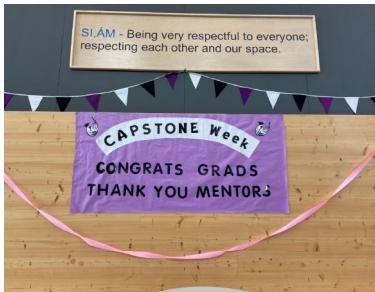 SI,ÁM - Being very respectful to everyone;
respecting each other and our space.
CAPSTONE Week
CONGRATS GRADS
THANK YOU MENTORS